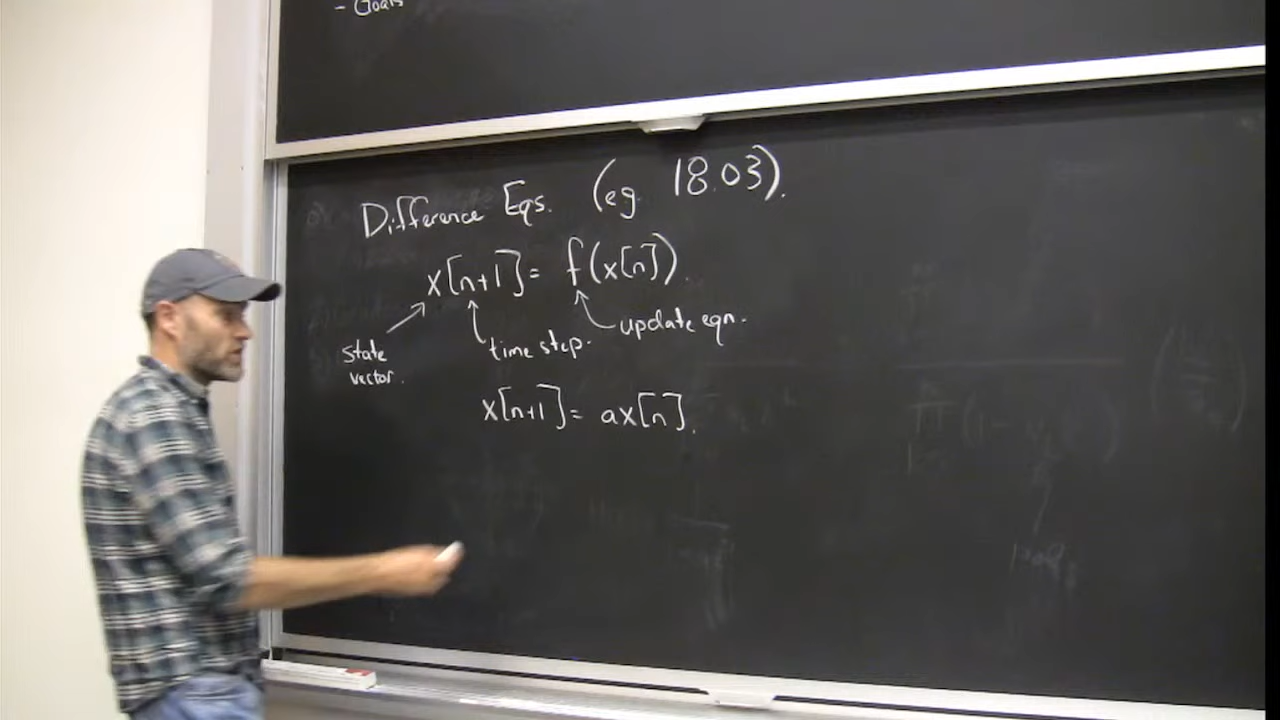 - Goals
Difference Eqs. (eg. 18.03).
x[n+1] = f(x[n]).
update eqn.
time step.
state
vector.
x[n+1] = ax[n].